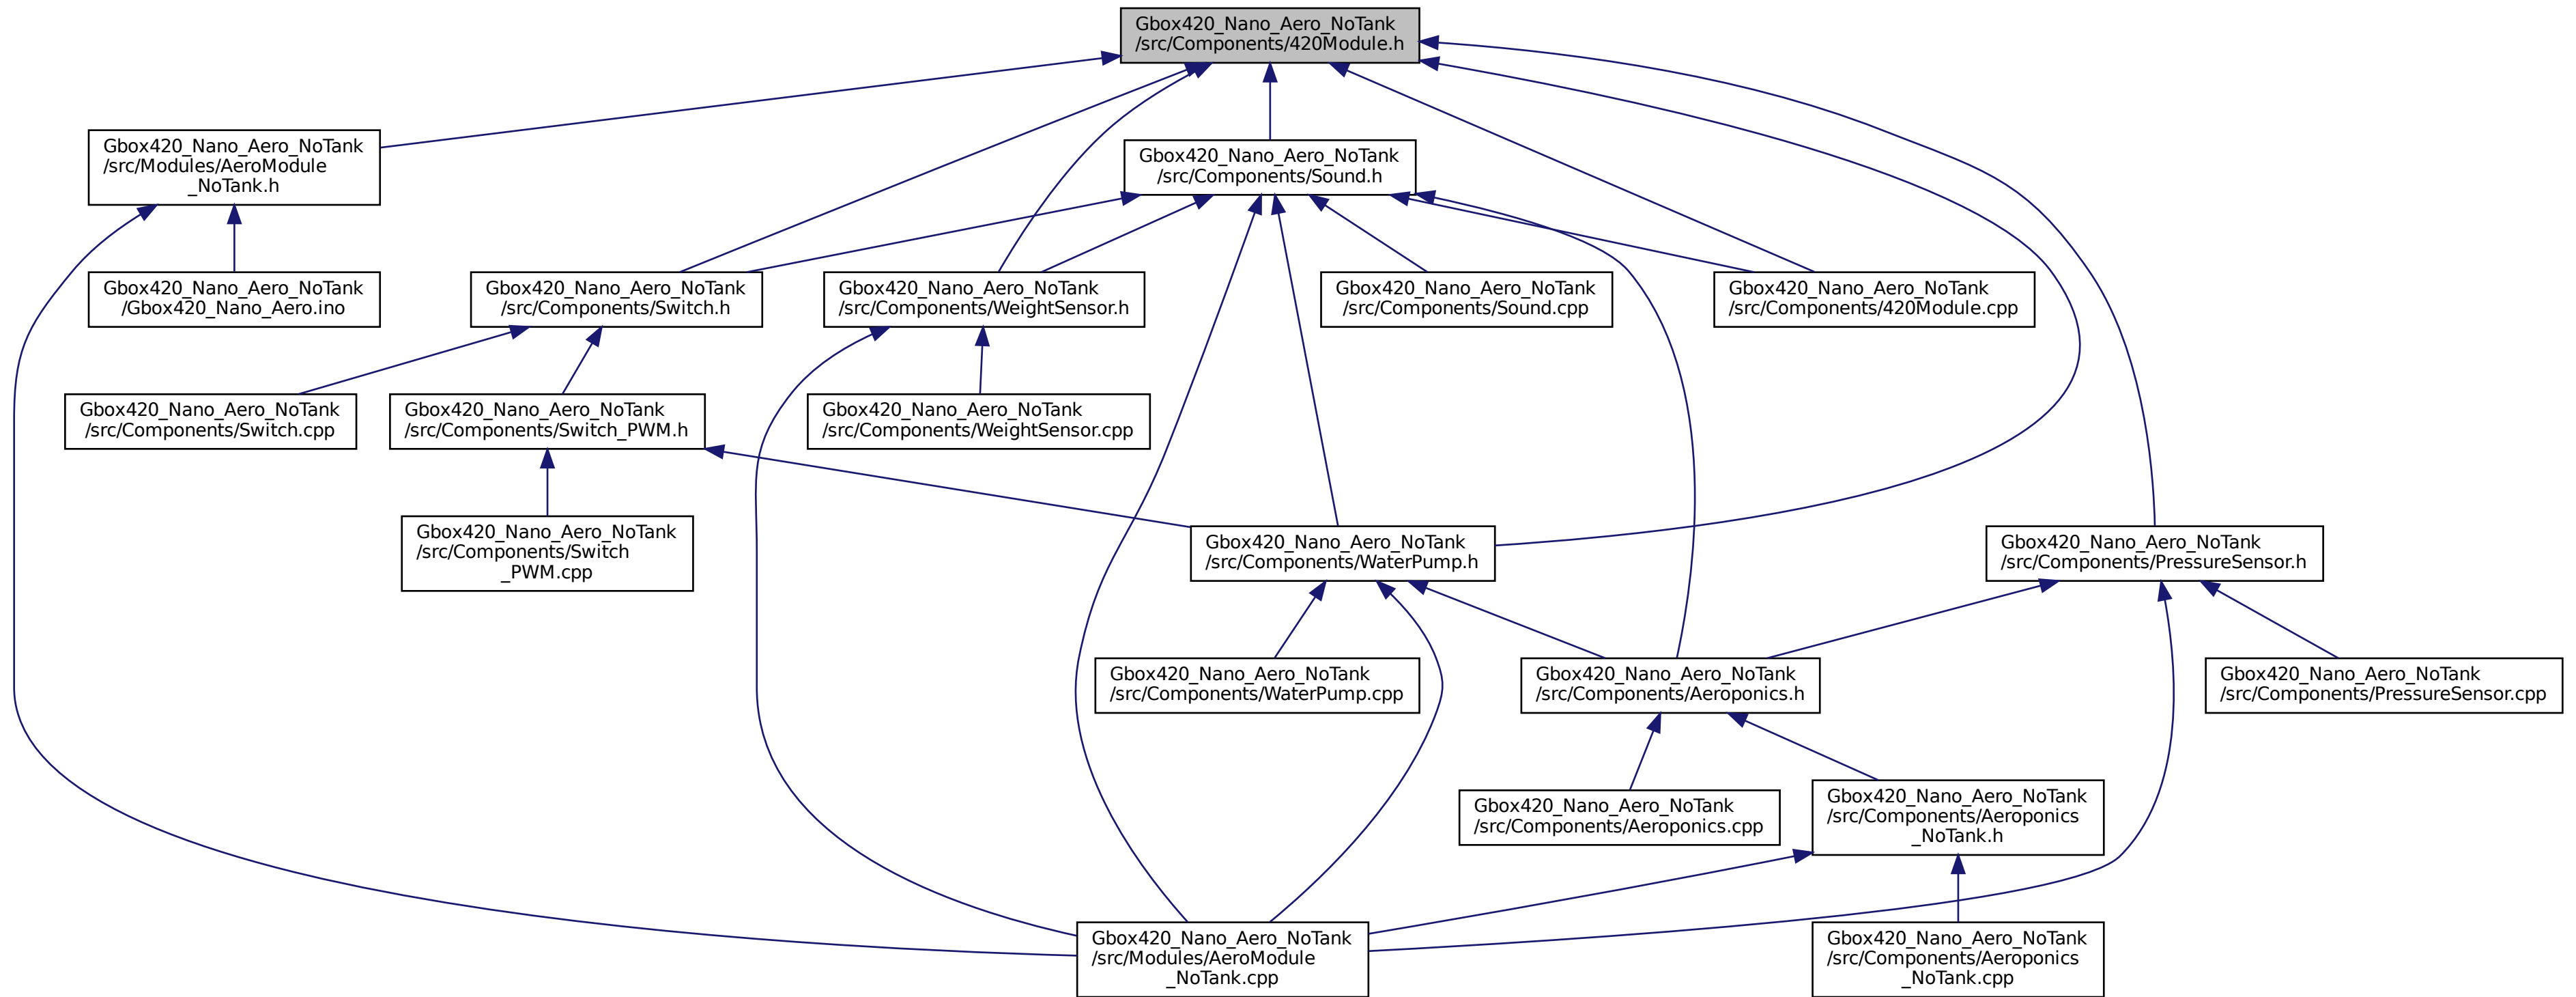 Gbox420_Nano_Aero_NoTank
/src/Components/420Module.h
Gbox420_Nano_Aero_NoTank
/src/Modules/AeroModule
_NoTank.h
Gbox420_Nano_Aero_NoTank
/src/Components/Sound.h
Gbox420_Nano_Aero_NoTank
/Gbox420_Nano_Aero.ino
Gbox420_Nano_Aero_NoTank
/src/Components/Switch.h
Gbox420_Nano_Aero_NoTank
/src/Components/WeightSensor.h
Gbox420_Nano_Aero_NoTank
/src/Components/Sound.cpp
Gbox420_Nano_Aero_NoTank
/src/Components/420Module.cpp
Gbox420_Nano_Aero_NoTank
/src/Components/Switch.cpp
Gbox420_Nano_Aero_NoTank
/src/Components/Switch_PWM.h
Gbox420_Nano_Aero_NoTank
/src/Components/WeightSensor.cpp
Gbox420_Nano_Aero_NoTank
/src/Components/Switch
_PWM.cpp
Gbox420_Nano_Aero_NoTank
/src/Components/WaterPump.h
Gbox420_Nano_Aero_NoTank
/src/Components/PressureSensor.h
Gbox420_Nano_Aero_NoTank
/src/Components/WaterPump.cpp
Gbox420_Nano_Aero_NoTank
/src/Components/Aeroponics.h
Gbox420_Nano_Aero_NoTank
/src/Components/PressureSensor.cpp
Gbox420_Nano_Aero_NoTank
/src/Components/Aeroponics.cpp
Gbox420_Nano_Aero_NoTank
/src/Components/Aeroponics
_NoTank.h
Gbox420_Nano_Aero_NoTank
/src/Modules/AeroModule
_NoTank.cpp
Gbox420_Nano_Aero_NoTank
/src/Components/Aeroponics
_NoTank.cpp